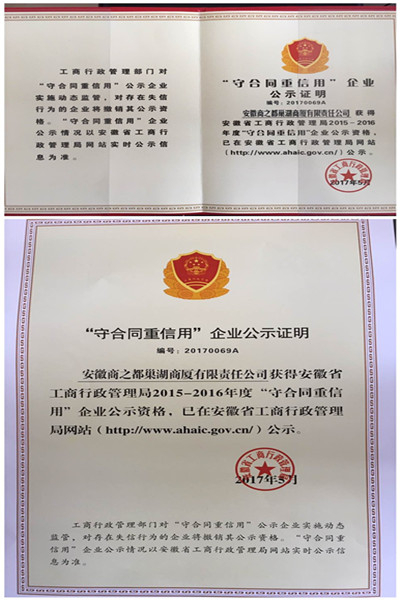 工商行政管理部门对
“守合同重信用”公示企业
实施动态监管，对存在失信
行为的企业将撤销其公示资
格。“守合同重信用”企业公
示情况以安徽省工商行
政管理局网站实时公示信
息为准。
“守合同重信用”企业
公示证明
编号：20170069A
安徽商之都巢湖商厦有限责任公司 获得
安徽省工商行政管理局2015-2016
年度“守合同重信用”企业公示资格，
已在安徽省工商行政管理局网站
（http://www.ahaic.gov.cn/）公示。
2017年5月
“守合同重信用”企业公示证明
编号：20170069A
安徽商之都巢湖商厦有限责任公司获得安徽省
工商行政管理局2015-2016年度“守合同重信
用”企业公示资格，已在安徽省工商行政管理
局网站（http://www.ahaic.gov.cn/）公示。
安徽省工商行政管理局
2017年5月
工商行政管理部门对“守合同重信用”公示企业实施动态
监管，对存在失信行为的企业将撤销其公示资格。“守合同重信
用”企业公示情况以安徽省工商行政管理局网站实时公示信息
为准。